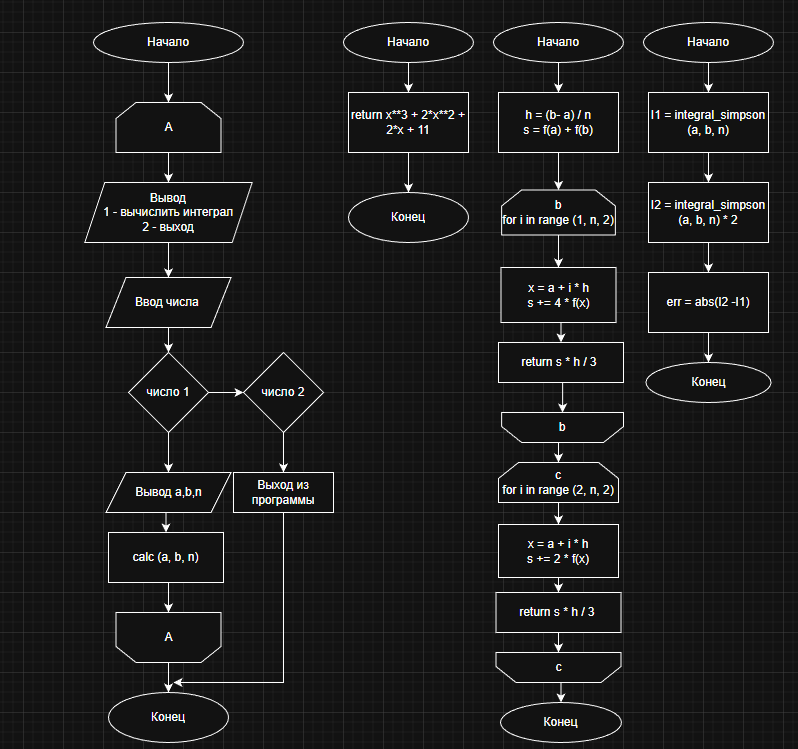 Начало
A
Вывод
1 - вычислить интеграл
2 - выход
Ввод числа
число 1
число 2
Вывод a,b,n
Выход из
программы
calc (a, b, n)
A
Конец
Начало
return x**3 + 2*x**2 +
2*x + 11
Конец
Начало
h = (b- a) / n
s = f(a) + f(b)
b
for i in range (1, n, 2)
x = a + i * h
s += 4 * f(x)
return s * h / 3
b
c
for i in range (2, n, 2)
x = a + i * h
s += 2 * f(x)
return s * h / 3
c
Конец
Начало
I1 = integral_simpson
(a, b, n)
I2 = integral_simpson
(a, b, n) * 2
err = abs(I2 -I1)
Конец